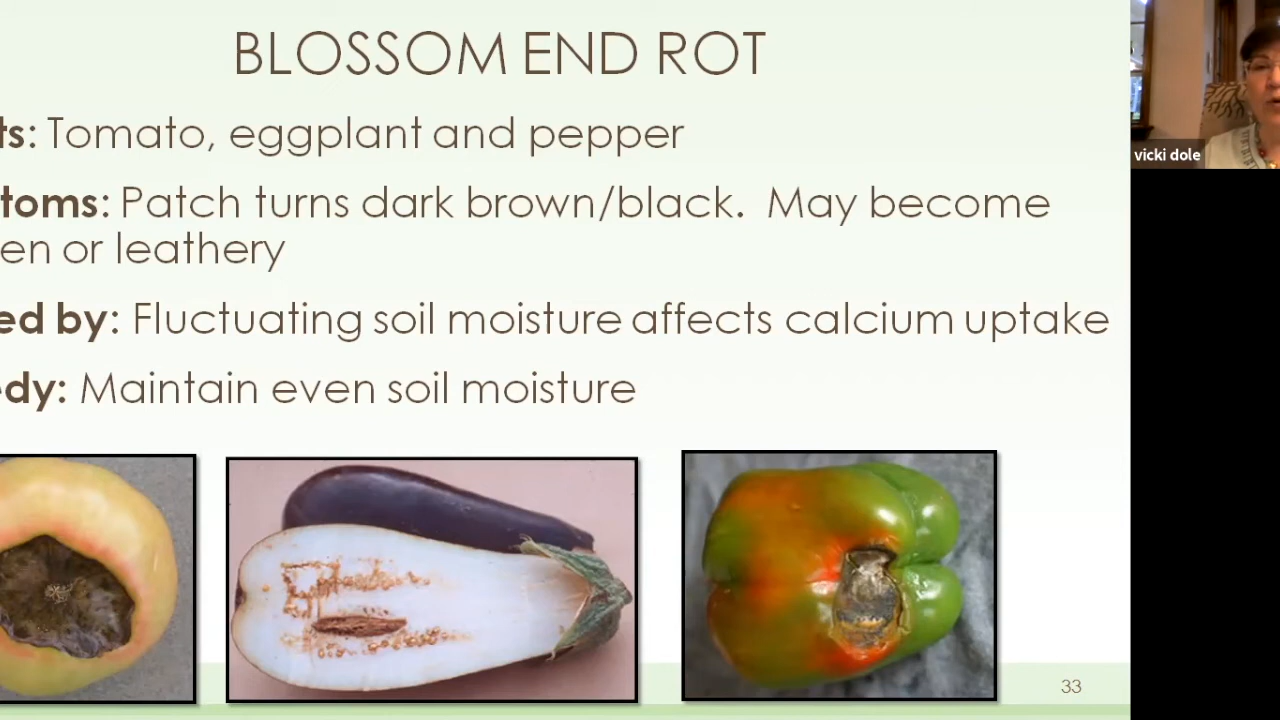 BLOSSOM END ROT
ts: Tomato, eggplant and pepper
toms: Patch turns dark brown/black. May become
en or leathery
ed by: Fluctuating soil moisture affects calcium uptake
edy: Maintain even soil moisture
vicki dole
33